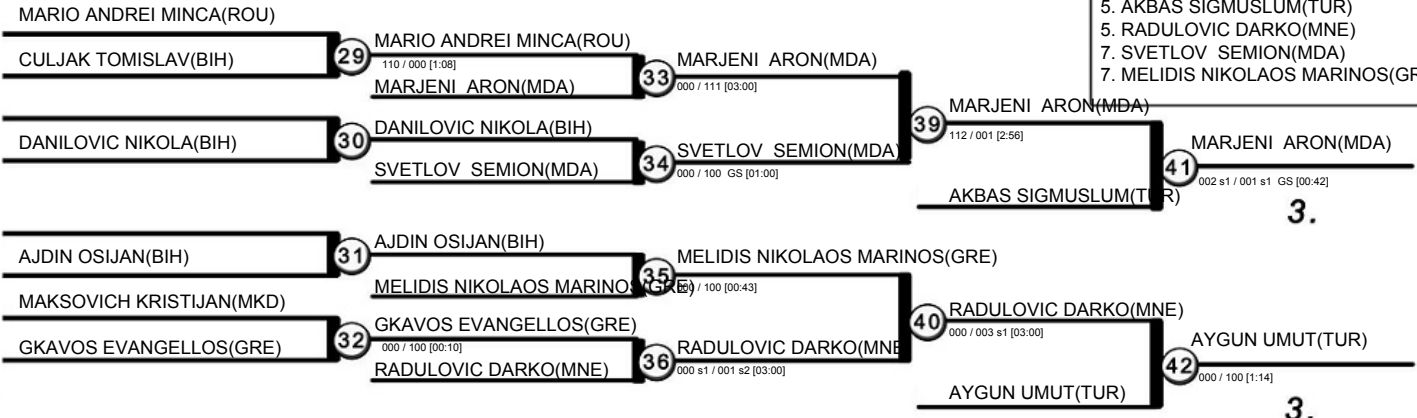 5. AKBAS SIGMUSLUM(TUR)
5. RADULOVIC DARKO(MNE)
7. SVETLOV  SEMION(MDA)
7. MELIDIS NIKOLAOS MARINOS(GR
MARIO ANDREI MINCA(ROU)
CULJAK TOMISLAV(BIH)
29
MARIO ANDREI MINCA(ROU)
110 / 000 [1:08]
MARJENI  ARON(MDA)
33
MARJENI  ARON(MDA)
000 / 111 [03:00]
DANILOVIC NIKOLA(BIH)
30
DANILOVIC NIKOLA(BIH)
SVETLOV  SEMION(MDA)
34
SVETLOV  SEMION(MDA)
000 / 100  GS [01:00]
39
MARJENI  ARON(MDA)
112 / 001 [2:56]
AKBAS SIGMUSLUM(TUR)
41
MARJENI  ARON(MDA)
002 s1 / 001 s1  GS [00:42]
3.
AJDIN OSIJAN(BIH)
31
AJDIN OSIJAN(BIH)
MELIDIS NIKOLAOS MARINOS(GRE)
35
MELIDIS NIKOLAOS MARINOS(GRE)
000 / 100 [00:43]
MAKSOVICH KRISTIJAN(MKD)
GKAVOS EVANGELLOS(GRE)
32
GKAVOS EVANGELLOS(GRE)
000 / 100 [00:10]
RADULOVIC DARKO(MNE)
36
RADULOVIC DARKO(MNE
000 s1 / 001 s2 [03:00]
40
RADULOVIC DARKO(MNE)
000 / 003 s1 [03:00]
AYGUN UMUT(TUR)
42
AYGUN UMUT(TUR)
000 / 100 [1:14]
3.